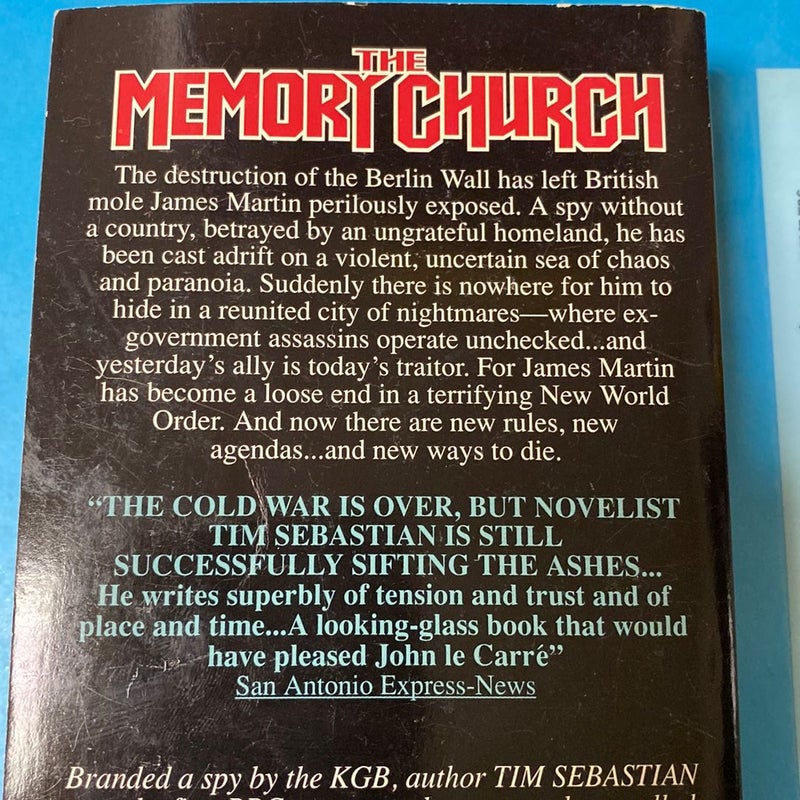 THE
MEMORY CHURCH
The destruction of the Berlin Wall has left British
mole James Martin perilously exposed. A spy without
a country, betrayed by an ungrateful homeland, he has
been cast adrift on a violent, uncertain sea of chaos
and paranoia. Suddenly there is nowhere for him to
hide in a reunited city of nightmares—where ex-
government assassins operate unchecked...and
yesterday's ally is today's traitor. For James Martin
has become a loose end in a terrifying New World
Order. And now there are new rules, new
agendas...and new ways to die.
“THE COLD WAR IS OVER, BUT NOVELIST
TIM SEBASTIAN IS STILL
SUCCESSFULLY SIFTING THE ASHES...
He writes superbly of tension and trust and of
place and time...A looking-glass book that would
have pleased John le Carré”
San Antonio Express-News
Branded a spy by the KGB, author TIM SEBASTIAN